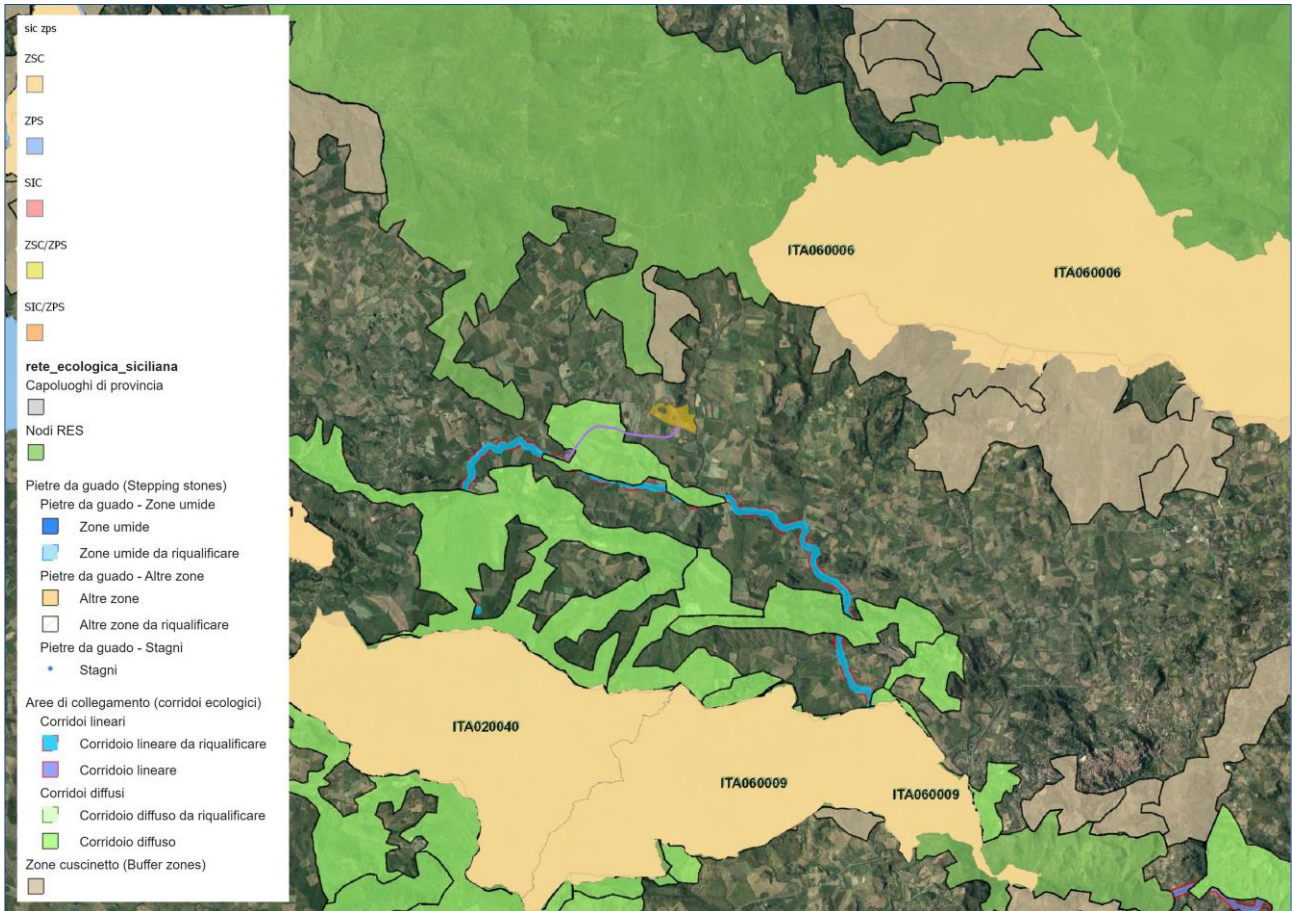 sic zps
ZSC
ZPS
SIC
ZSC/ZPS
SIC/ZPS
rete_ecologica_siciliana
Capoluoghi di provincia
Nodi RES
Pietre da guado (Stepping stones)
Pietre da guado - Zone umide
Zone umide
Zone umide da riqualificare
Pietre da guado - Altre zone
Altre zone
Altre zone da riqualificare
Pietre da guado - Stagni
Stagni
Aree di collegamento (corridoi ecologici)
Corridoi lineari
Corridoio lineare da riqualificare
Corridoio lineare
Corridoi diffusi
Corridoio diffuso da riqualificare
Corridoio diffuso
Zone cuscinetto (Buffer zones)
ITA060006
ITA060006
1
ITA020040
ITA060009
ITA060009